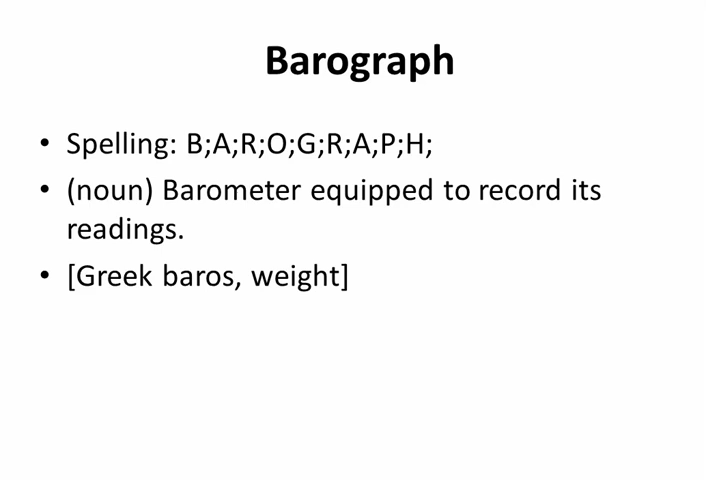 Barograph
• Spelling: B;A;R;O;G;R;A;P;H;
• (noun) Barometer equipped to record its
readings.
• [Greek baros, weight]